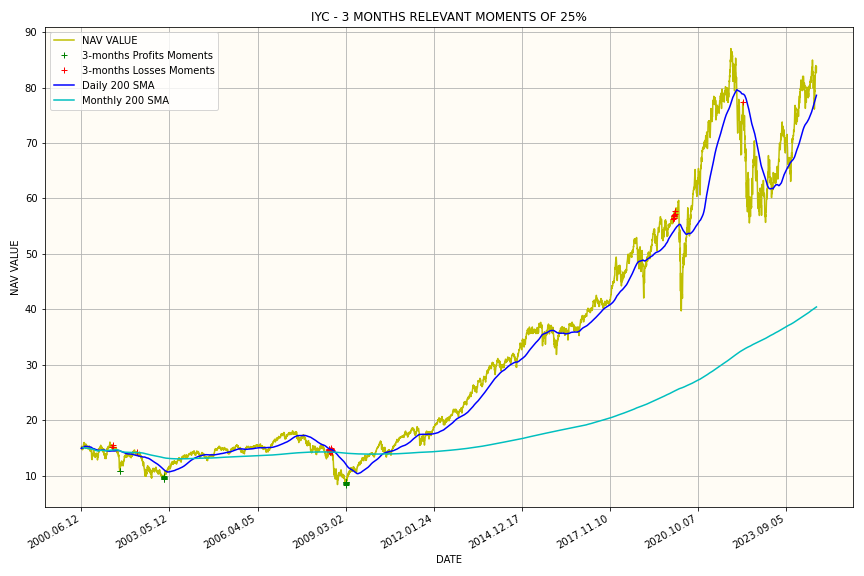 IYC - 3 MONTHS RELEVANT MOMENTS OF 25%
NAV VALUE
3-months Profits Moments
3-months Losses Moments
Daily 200 SMA
Monthly 200 SMA
90
80
70
60
50
40
30
20
10
NAV VALUE
2000.06.12
2003.05.12
2006.04.05
2009.03.02
2012.01.24
2014.12.17
2017.11.10
2020.10.07
2023.09.05
DATE